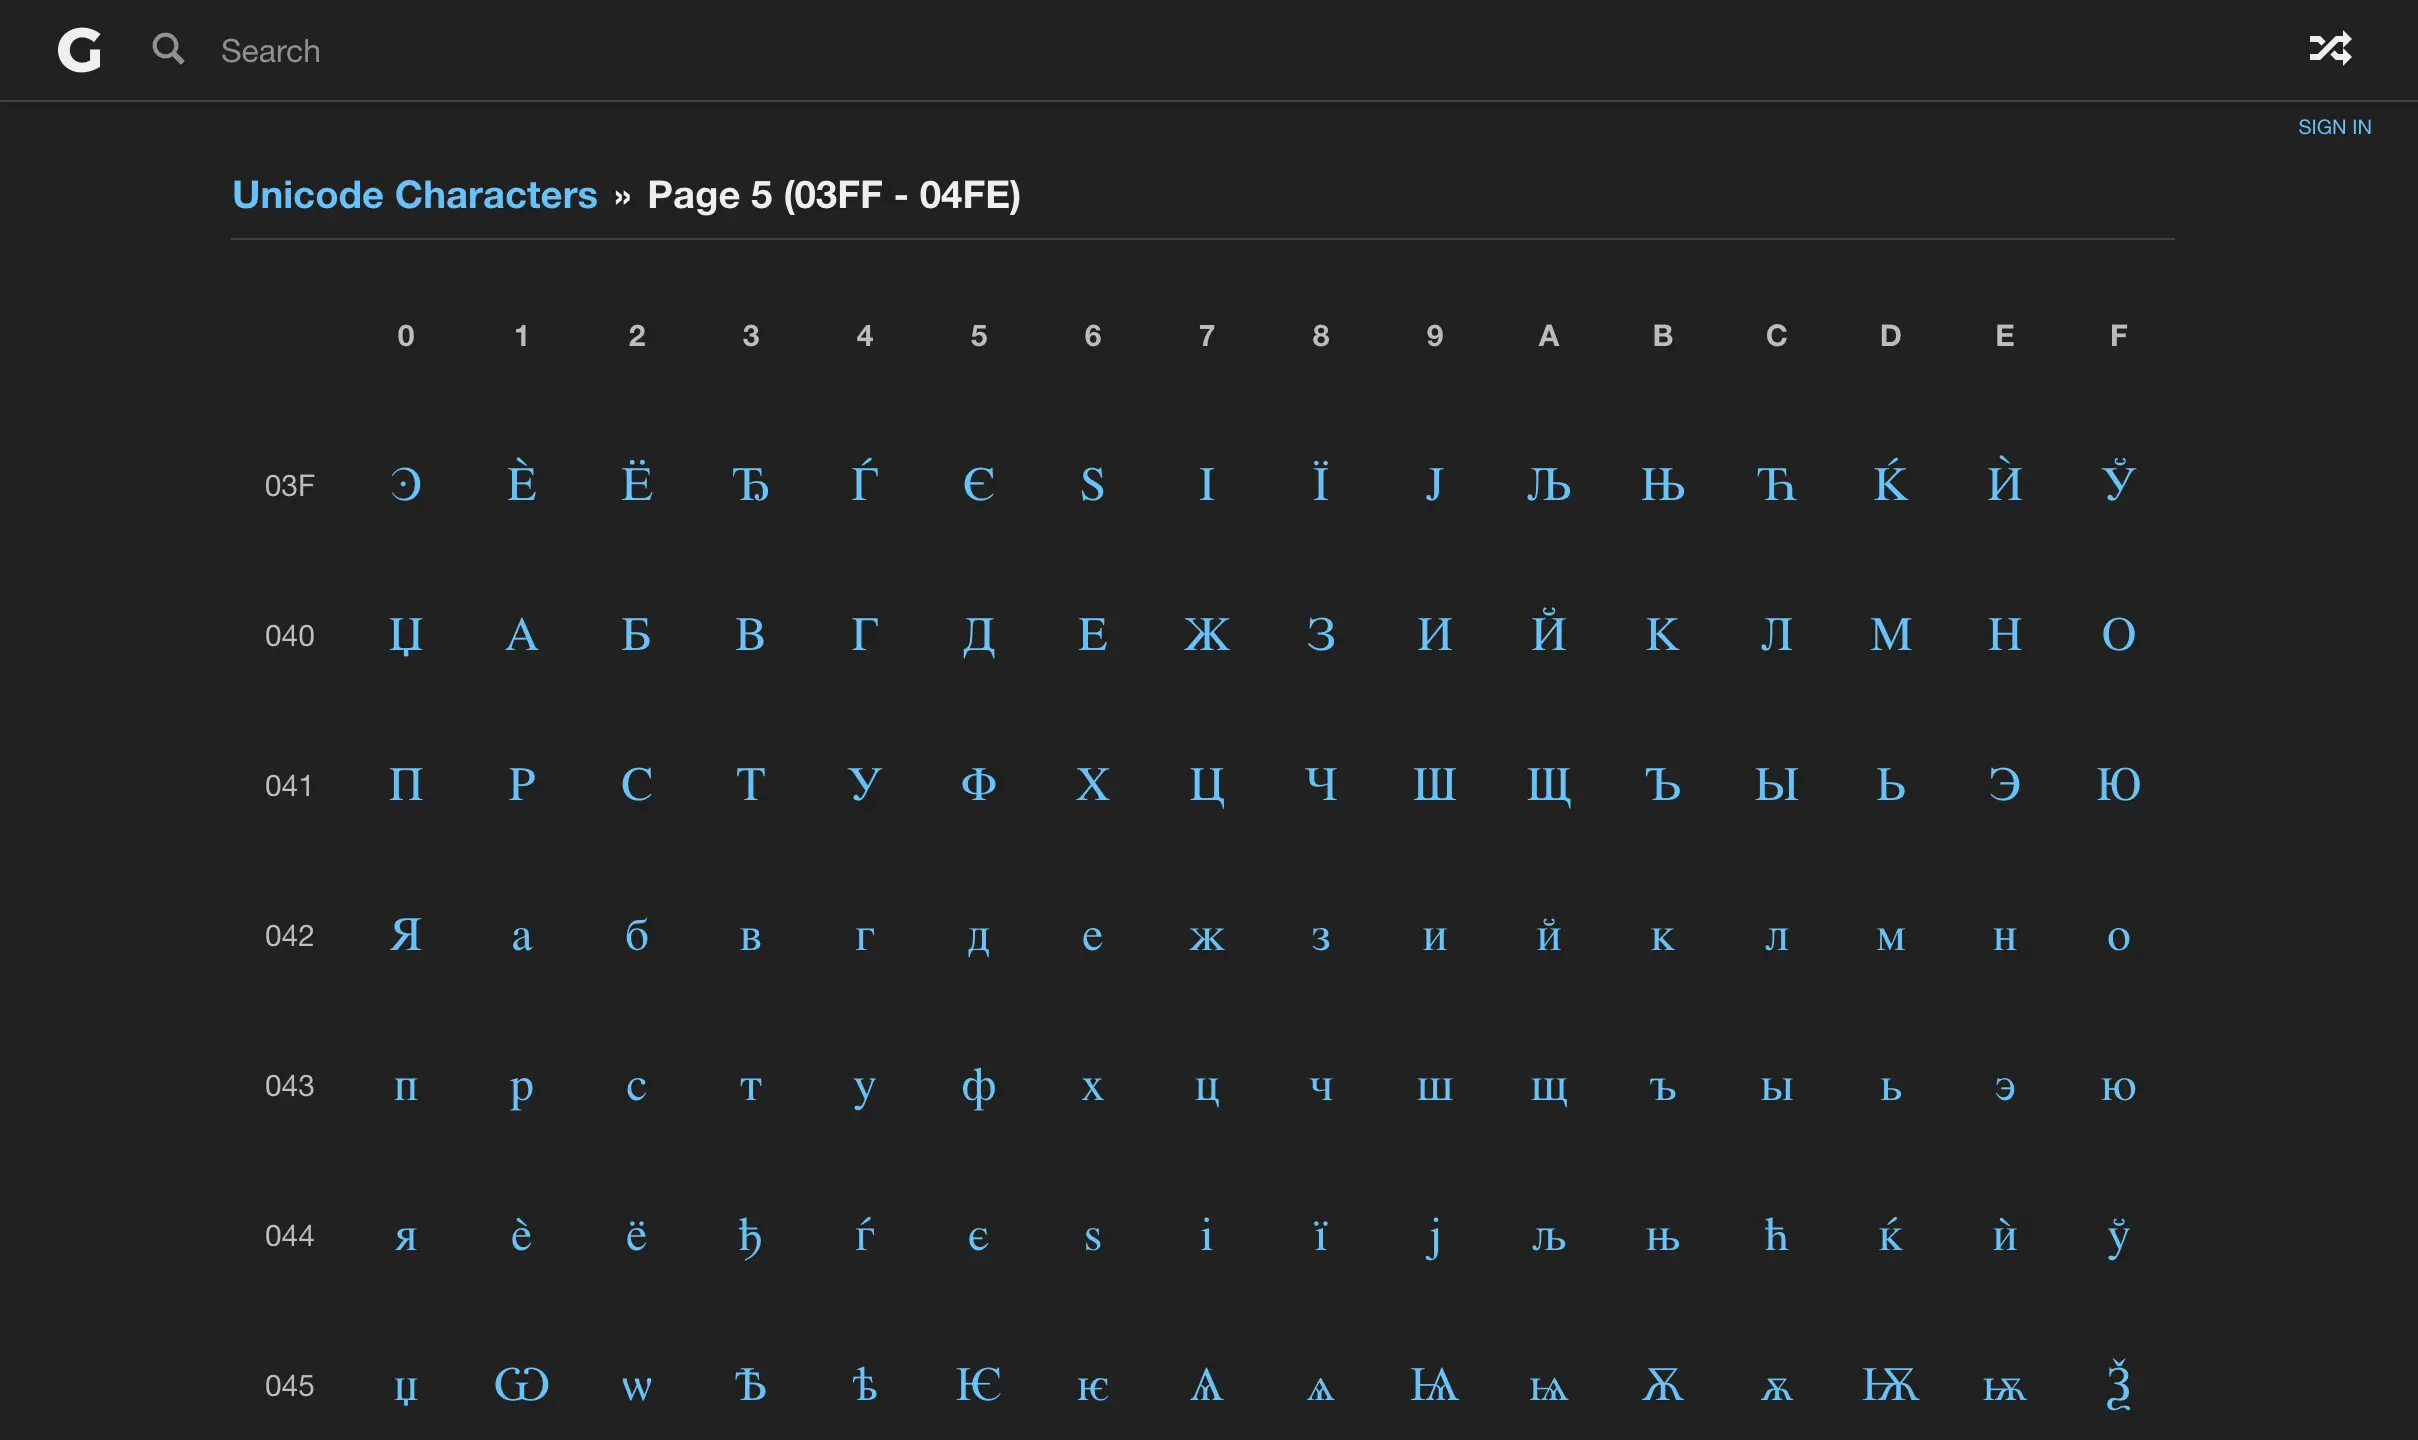 G Search
SIGN IN
Unicode Characters » Page 5 (03FF - 04FE)
0 1 2 3 4 5 6 7 8 9 A B C D E F
03F Ͽ Ѐ Ё Ђ Ѓ Є Ѕ І Ї Ј Љ Њ Ћ Ќ Ѝ Ў
040 Џ А Б В Г Д Е Ж З И Й К Л М Н О
041 П Р С Т У Ф Х Ц Ч Ш Щ Ъ Ы Ь Э Ю
042 Я а б в г д е ж з и й к л м н о
043 п р с т у ф х ц ч ш щ ъ ы ь э ю
044 я ѐ ё ђ ѓ є ѕ і ї ј љ њ ћ ќ ѝ ў
045 џ Ѡ ѡ Ѣ ѣ Ѥ ѥ Ѧ ѧ Ѩ ѩ Ѫ ѫ Ѭ ѭ Ѯ